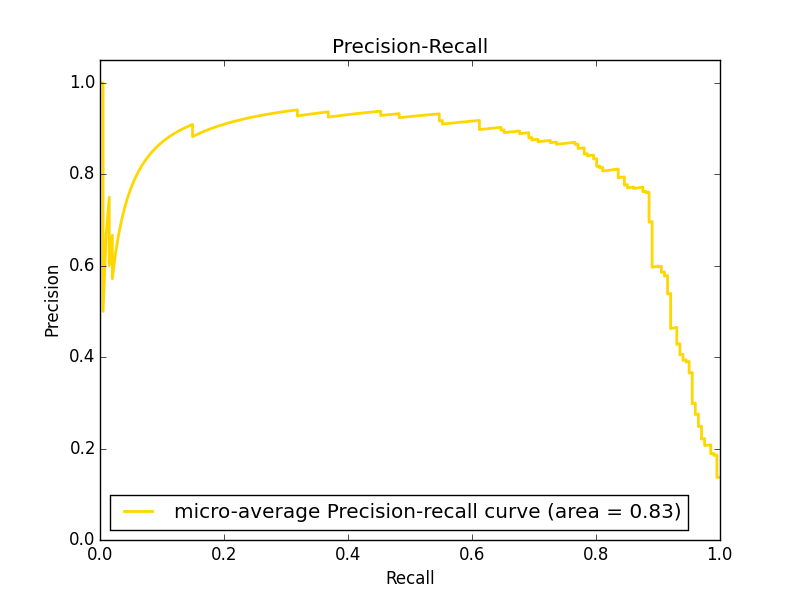 Precision-Recall
1.0
0.8
0.6
0.4
0.2
0.0
Precision
micro-average Precision-recall curve (area = 0.83)
0.0 0.2 0.4 0.6 0.8 1.0
Recall